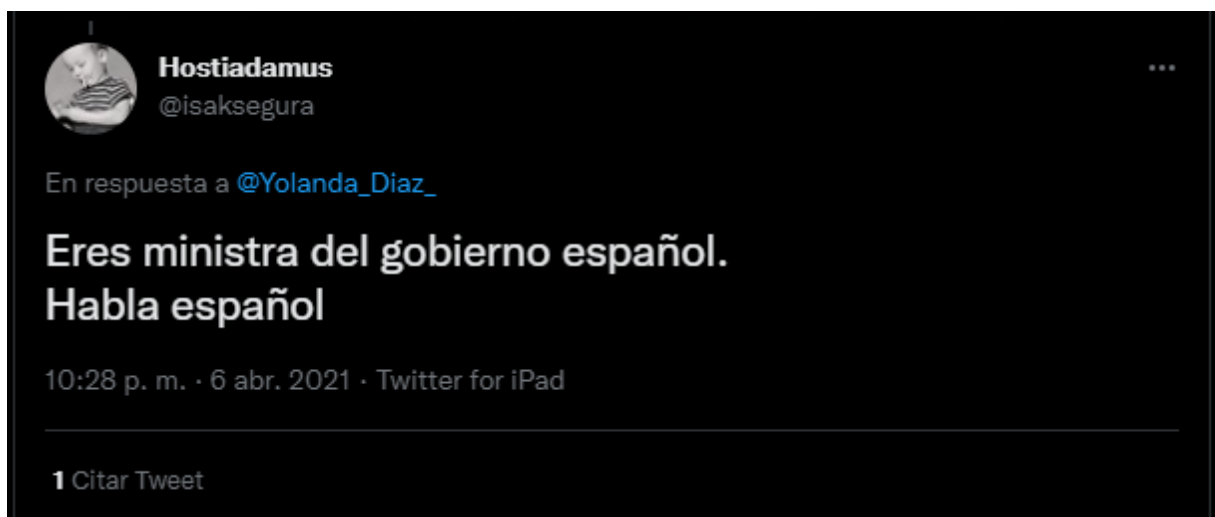 Hostiadamus
@isaksegura
En respuesta a @Yolanda_Diaz_
Eres ministra del gobierno español.
Habla español
10:28 p. m. · 6 abr. 2021 · Twitter for iPad
1 Citar Tweet